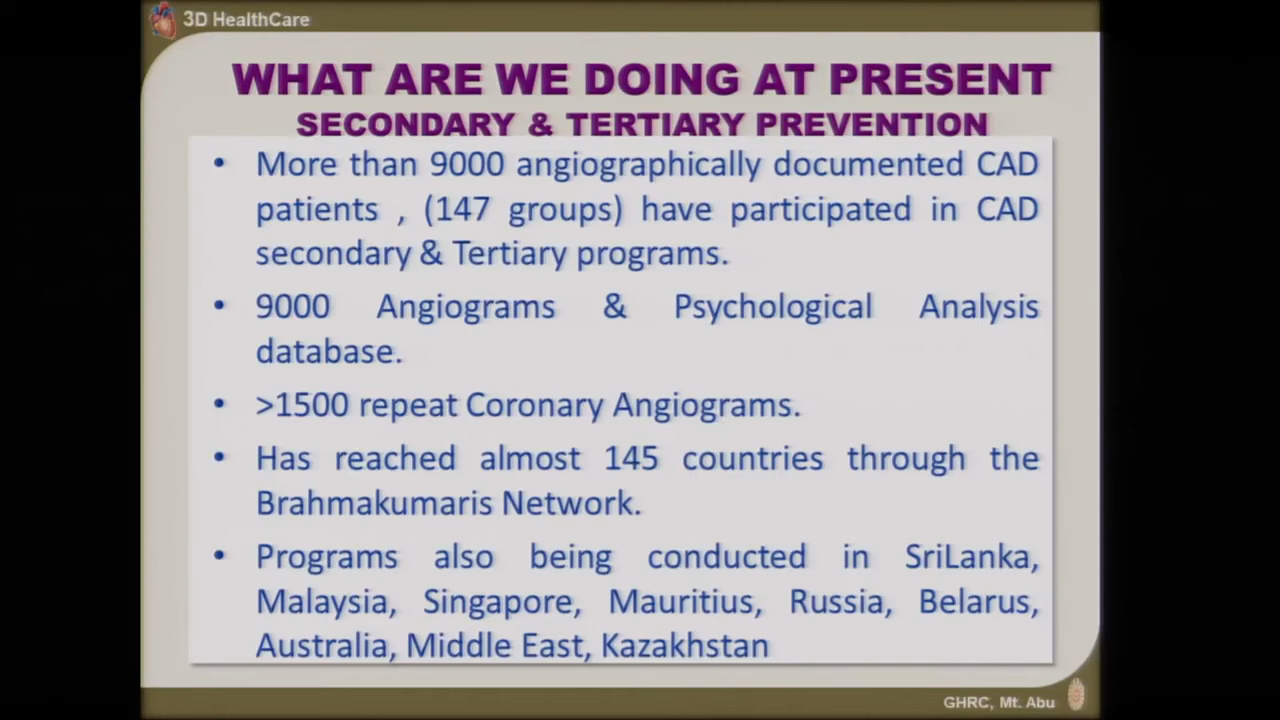 3D HealthCare
WHAT ARE WE DOING AT PRESENT
SECONDARY & TERTIARY PREVENTION
• More than 9000 angiographically documented CAD
patients , (147 groups) have participated in CAD
secondary & Tertiary programs.
• 9000 Angiograms & Psychological Analysis
database.
• >1500 repeat Coronary Angiograms.
• Has reached almost 145 countries through the
Brahmakumaris Network.
• Programs also being conducted in SriLanka,
Malaysia, Singapore, Mauritius, Russia, Belarus,
Australia, Middle East, Kazakhstan
GHRC, Mt. Abu